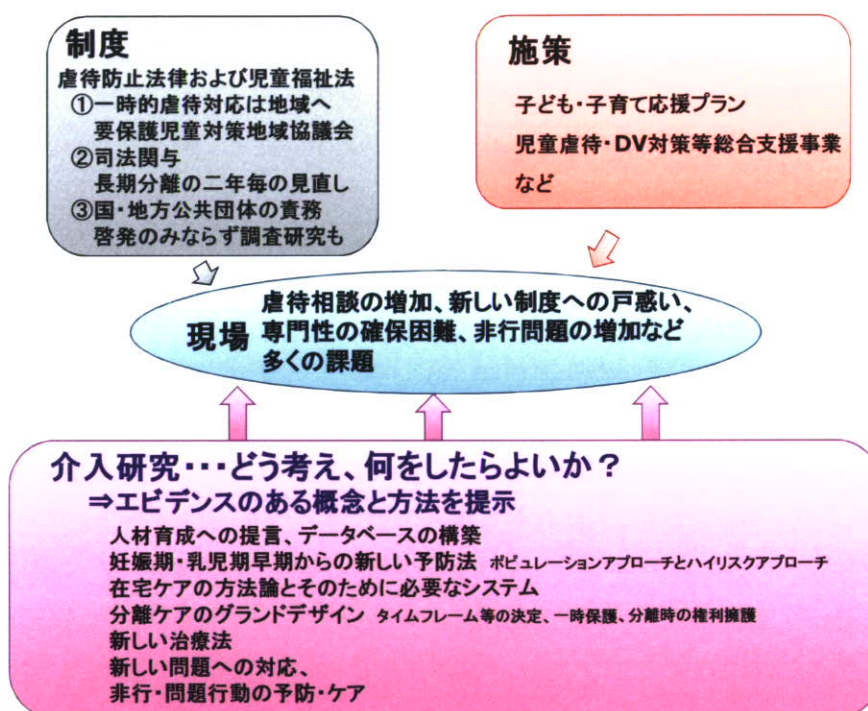 制度
虐待防止法律および児童福祉法
①一時的虐待対応は地域へ
要保護児童対策地域協議会
②司法関与
長期分離の二年毎の見直し
③国・地方公共団体の責務
啓発のみならず調査研究も
施策
子ども・子育て応援プラン
児童虐待・DV対策等総合支援事業
など
現場
虐待相談の増加、新しい制度への戸惑い、
専門性の確保困難、非行問題の増加など
多くの課題
介入研究・・・どう考え、何をしたらよいか？
⇒エビデンスのある概念と方法を提示
人材育成への提言、データベースの構築
妊娠期・乳児期早期からの新しい予防法 ポピュレーションアプローチとハイリスクアプローチ
在宅ケアの方法論とそのために必要なシステム
分離ケアのグランドデザイン タイムフレーム等の決定、一時保護、分離時の権利擁護
新しい治療法
新しい問題への対応、
非行・問題行動の予防・ケア